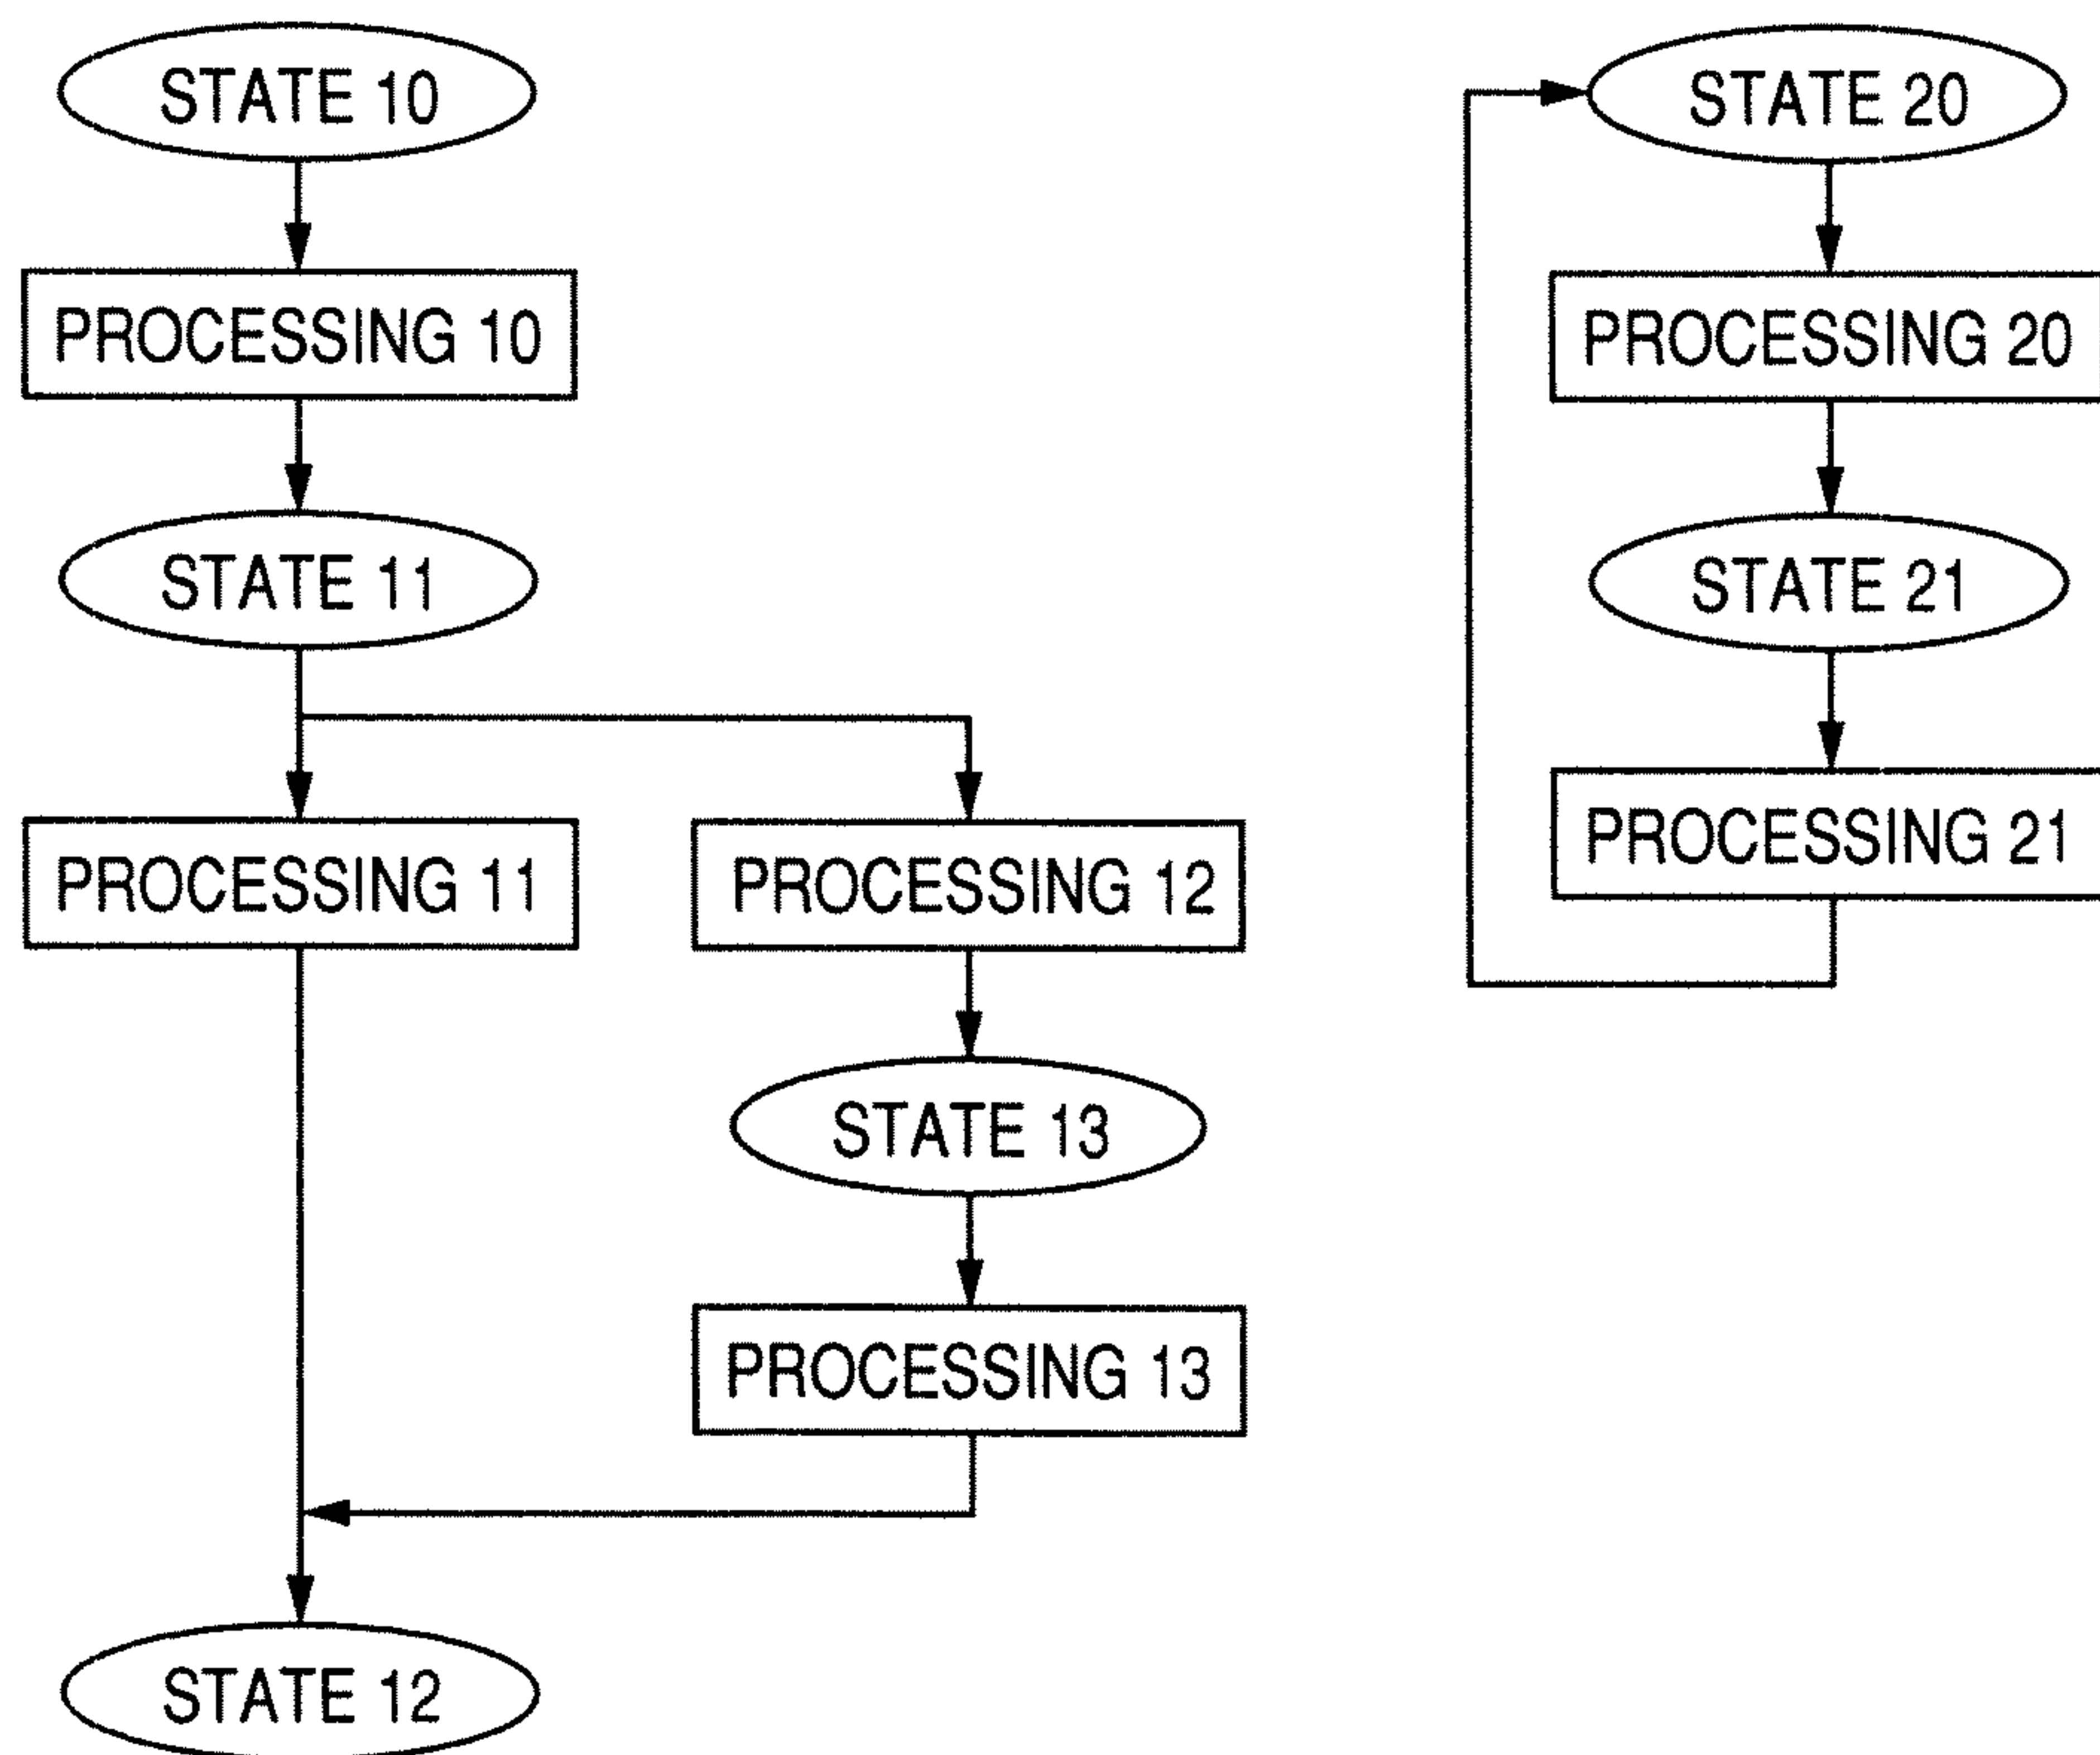 STATE 10
PROCESSING 10
STATE 11
PROCESSING 11
PROCESSING 12
STATE 13
PROCESSING 13
STATE 12
STATE 20
PROCESSING 20
STATE 21
PROCESSING 21